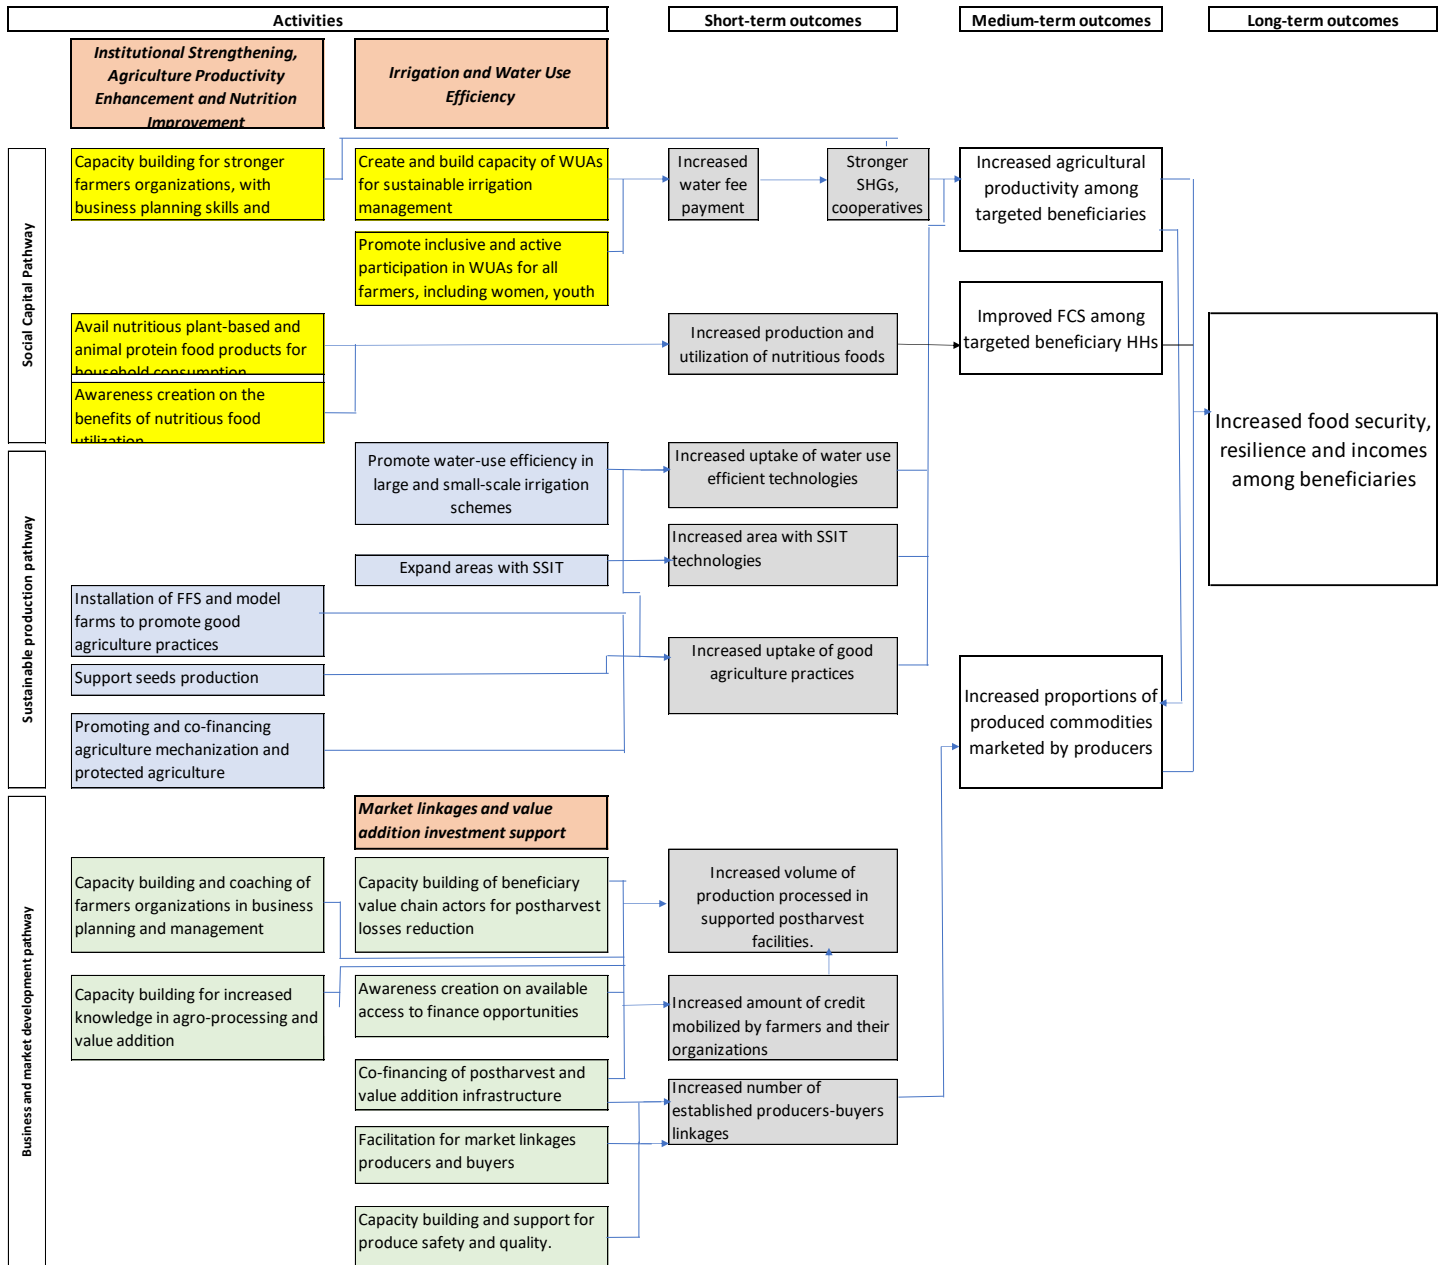 Activities
Short-term outcomes
Medium-term outcomes
Long-term outcomes
Institutional Strengthening,
Agriculture Productivity
Enhancement and Nutrition
Improvement
Irrigation and Water Use
Efficiency
Social Capital Pathway
Capacity building for stronger
farmers organizations, with
business planning skills and
Create and build capacity of WUAs
for sustainable irrigation
management
Increased
water fee
payment
Stronger
SHGs,
cooperatives
Increased agricultural
productivity among
targeted beneficiaries
Promote inclusive and active
participation in WUAs for all
farmers, including women, youth
Avail nutritious plant-based and
animal protein food products for
household consumption
Increased production and
utilization of nutritious foods
Improved FCS among
targeted beneficiary HHs
Awareness creation on the
benefits of nutritious food
utilization
Increased food security,
resilience and incomes
among beneficiaries
Sustainable production pathway
Promote water-use efficiency in
large and small-scale irrigation
schemes
Increased uptake of water use
efficient technologies
Expand areas with SSIT
Increased area with SSIT
technologies
Installation of FFS and model
farms to promote good
agriculture practices
Support seeds production
Increased uptake of good
agriculture practices
Promoting and co-financing
agriculture mechanization and
protected agriculture
Increased proportions of
produced commodities
marketed by producers
Business and market development pathway
Market linkages and value
addition investment support
Capacity building and coaching of
farmers organizations in business
planning and management
Capacity building of beneficiary
value chain actors for postharvest
losses reduction
Increased volume of
production processed in
supported postharvest
facilities.
Capacity building for increased
knowledge in agro-processing and
value addition
Awareness creation on available
access to finance opportunities
Increased amount of credit
mobilized by farmers and their
organizations
Co-financing of postharvest and
value addition infrastructure
Increased number of
established producers-buyers
linkages
Facilitation for market linkages
producers and buyers
Capacity building and support for
produce safety and quality.